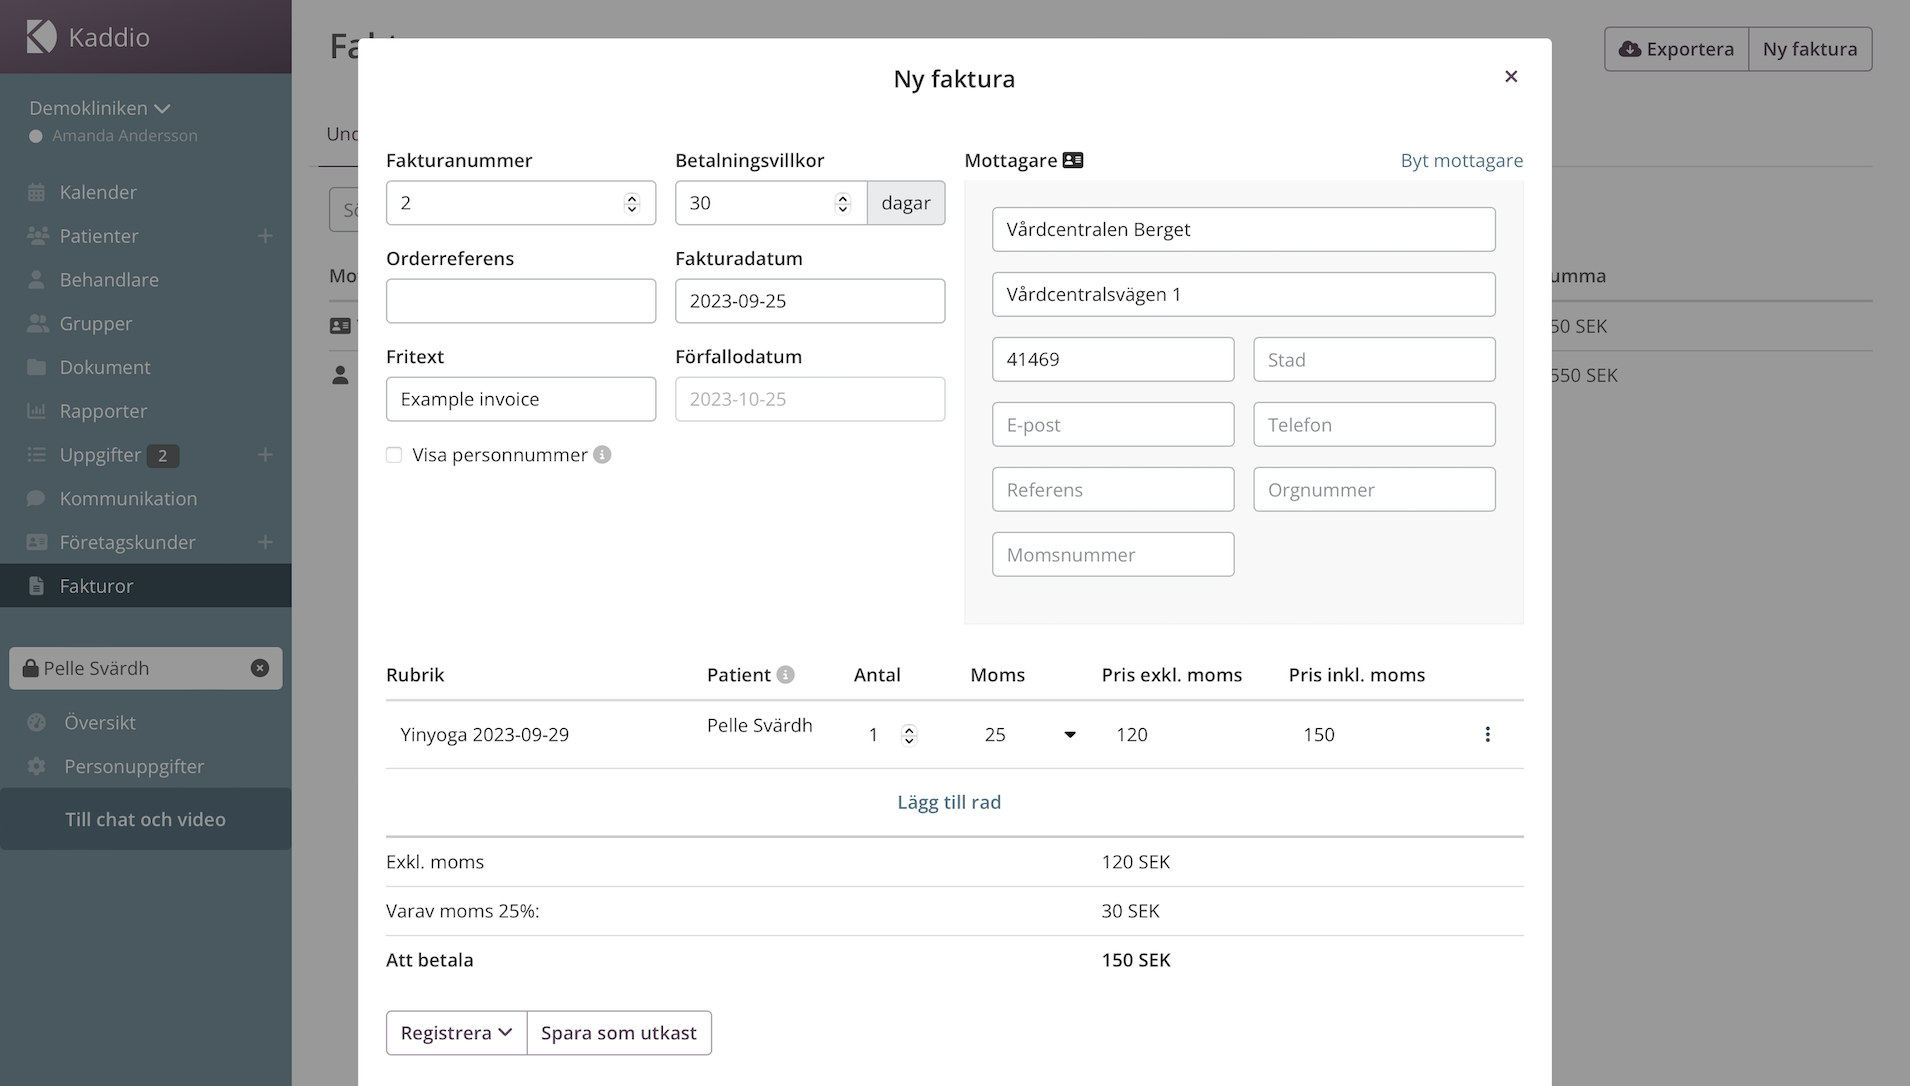 Kaddio
Demokliniken
Amanda Andersson
Kalender
Patienter
Behandlare
Grupper
Dokument
Rapporter
Uppgifter 2
Kommunikation
Företagskunder
Fakturor
Pelle Svärdh
Översikt
Personuppgifter
Till chat och video
Exportera
Ny faktura
umma
50 SEK
550 SEK
Ny faktura
Fakturanummer
2
Betalningsvillkor
30 dagar
Orderreferens
Fakturadatum
2023-09-25
Fritext
Example invoice
Förfallodatum
2023-10-25
Visa personnummer
Mottagare
Byt mottagare
Vårdcentralen Berget
Vårdcentralsvägen 1
41469 Stad
E-post Telefon
Referens Orgnummer
Momsnummer
Rubrik Patient Antal Moms Pris exkl. moms Pris inkl. moms
Yinyoga 2023-09-29 Pelle Svärdh 1 25 120 150
Lägg till rad
Exkl. moms 120 SEK
Varav moms 25%: 30 SEK
Att betala 150 SEK
Registrera
Spara som utkast